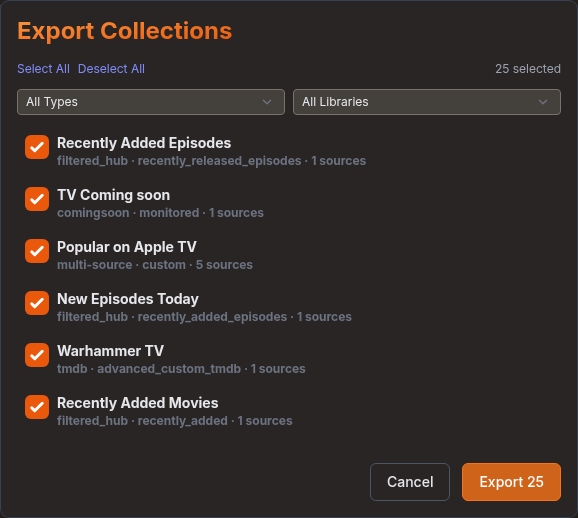 Export Collections
Select All Deselect All 25 selected
All Types All Libraries
Recently Added Episodes
filtered_hub · recently_released_episodes · 1 sources
TV Coming soon
comingsoon · monitored · 1 sources
Popular on Apple TV
multi-source · custom · 5 sources
New Episodes Today
filtered_hub · recently_added_episodes · 1 sources
Warhammer TV
tmdb · advanced_custom_tmdb · 1 sources
Recently Added Movies
filtered_hub · recently_added · 1 sources
Cancel Export 25